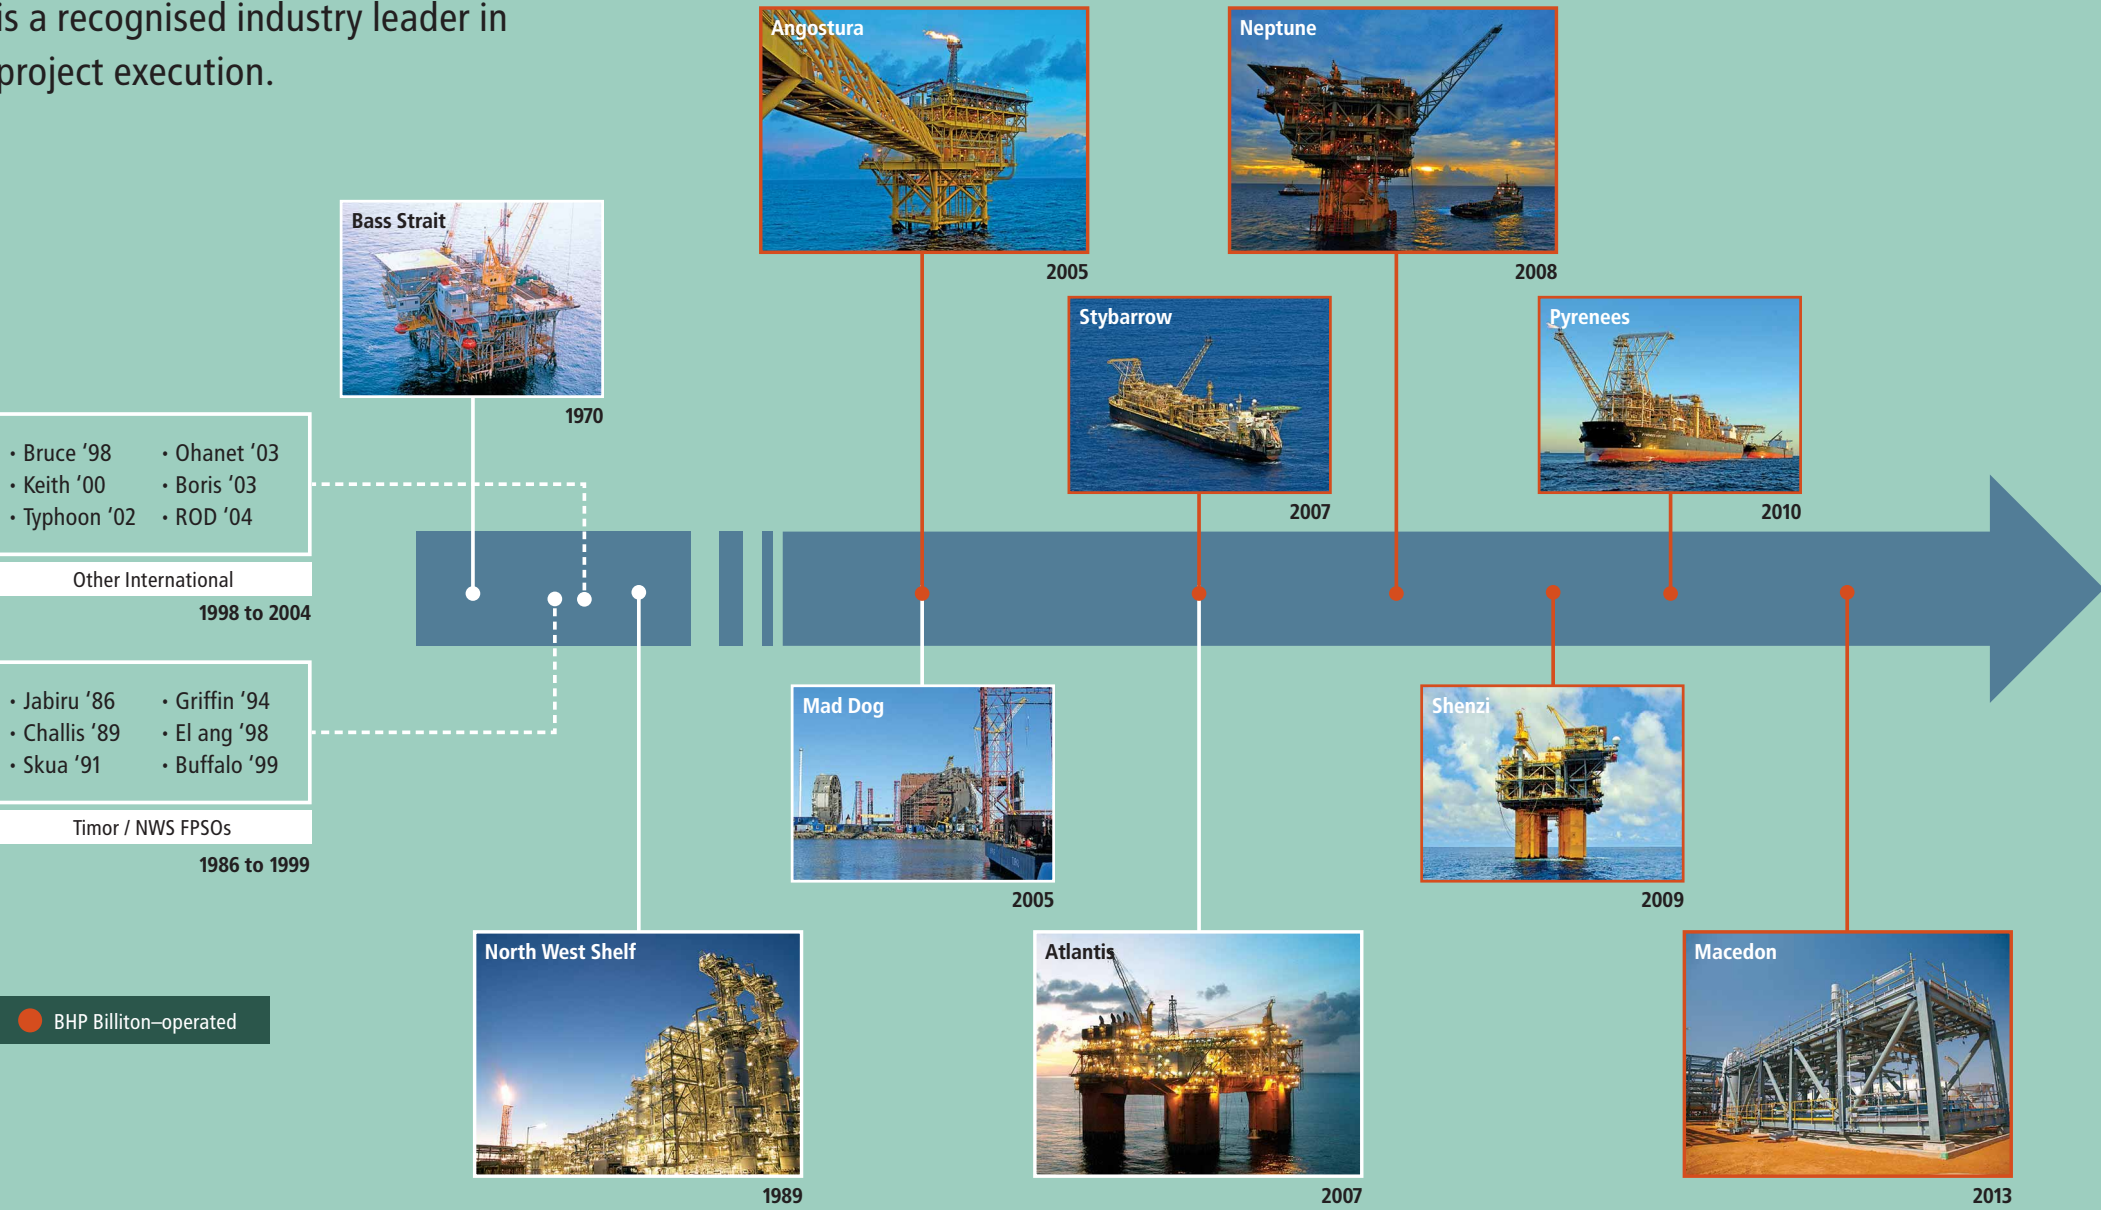 is a recognised industry leader in
project execution.
Angostura
2005
Neptune
2008
Bass Strait
1970
Stybarrow
2007
Pyrenees
2010
· Bruce ‘98
· Keith ‘00
· Typhoon ‘02
· Ohanet ‘03
· Boris ‘03
· ROD ‘04
Other International
1998 to 2004
· Jabiru ‘86
· Challis ‘89
· Skua ‘91
· Griffin ‘94
· El ang ‘98
· Buffalo ‘99
Timor / NWS FPSOs
1986 to 1999
Mad Dog
2005
Shenzi
2009
North West Shelf
1989
Atlantis
2007
Macedon
2013
BHP Billiton–operated